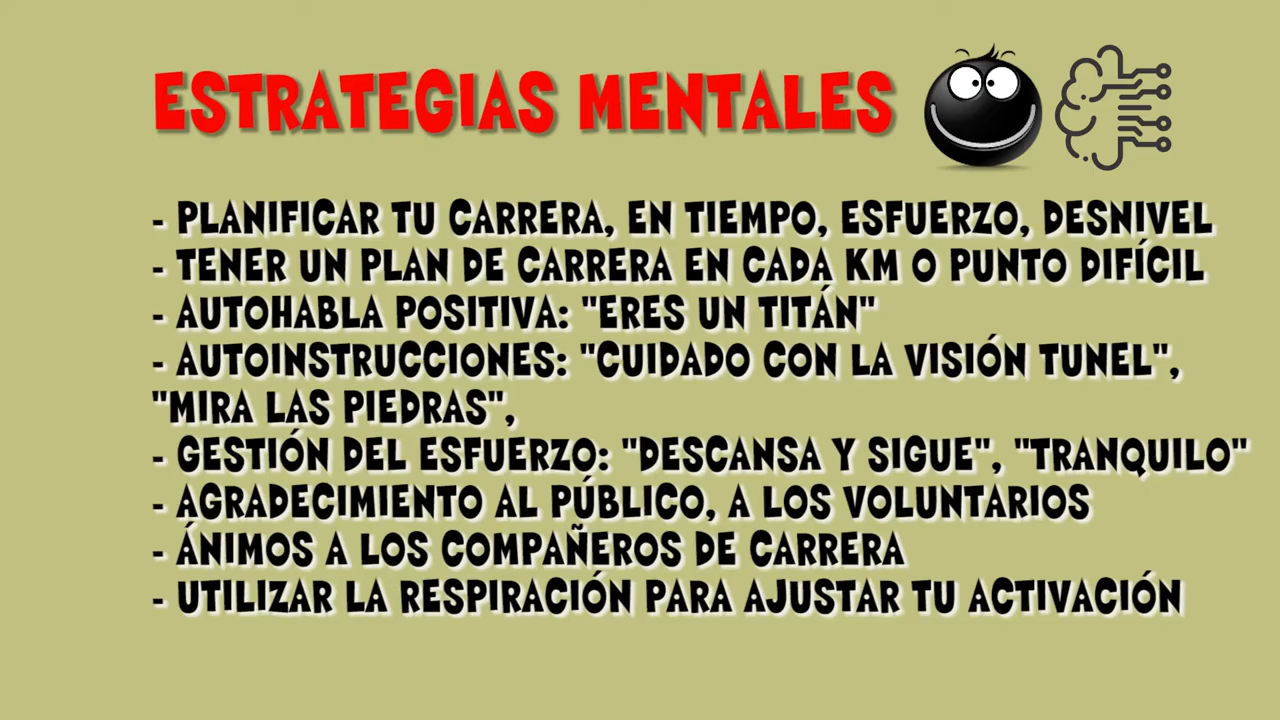 ESTRATEGIAS MENTALES
- PLANIFICAR TU CARRERA, EN TIEMPO, ESFUERZO, DESNIVEL
- TENER UN PLAN DE CARRERA EN CADA KM O PUNTO DIFÍCIL
- AUTOHABLA POSITIVA: "ERES UN TITÁN"
- AUTOINSTRUCCIONES: "CUIDADO CON LA VISIÓN TUNEL",
"MIRA LAS PIEDRAS",
- GESTIÓN DEL ESFUERZO: "DESCANSA Y SIGUE", "TRANQUILO"
- AGRADECIMIENTO AL PÚBLICO, A LOS VOLUNTARIOS
- ÁNIMOS A LOS COMPAÑEROS DE CARRERA
- UTILIZAR LA RESPIRACIÓN PARA AJUSTAR TU ACTIVACIÓN